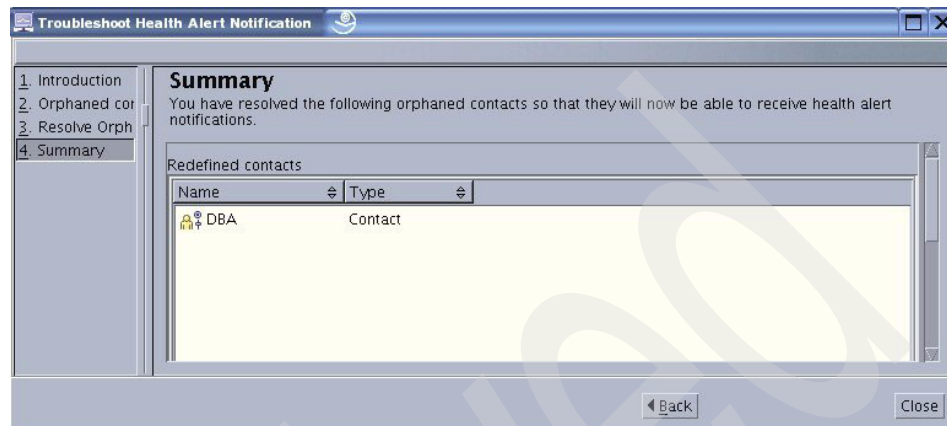 Troubleshoot Health Alert Notification
1. Introduction
2. Orphaned cor
3. Resolve Orph
4. Summary
Summary
You have resolved the following orphaned contacts so that they will now be able to receive health alert
notifications.
Redefined contacts
Name Type
DBA Contact
Back Close